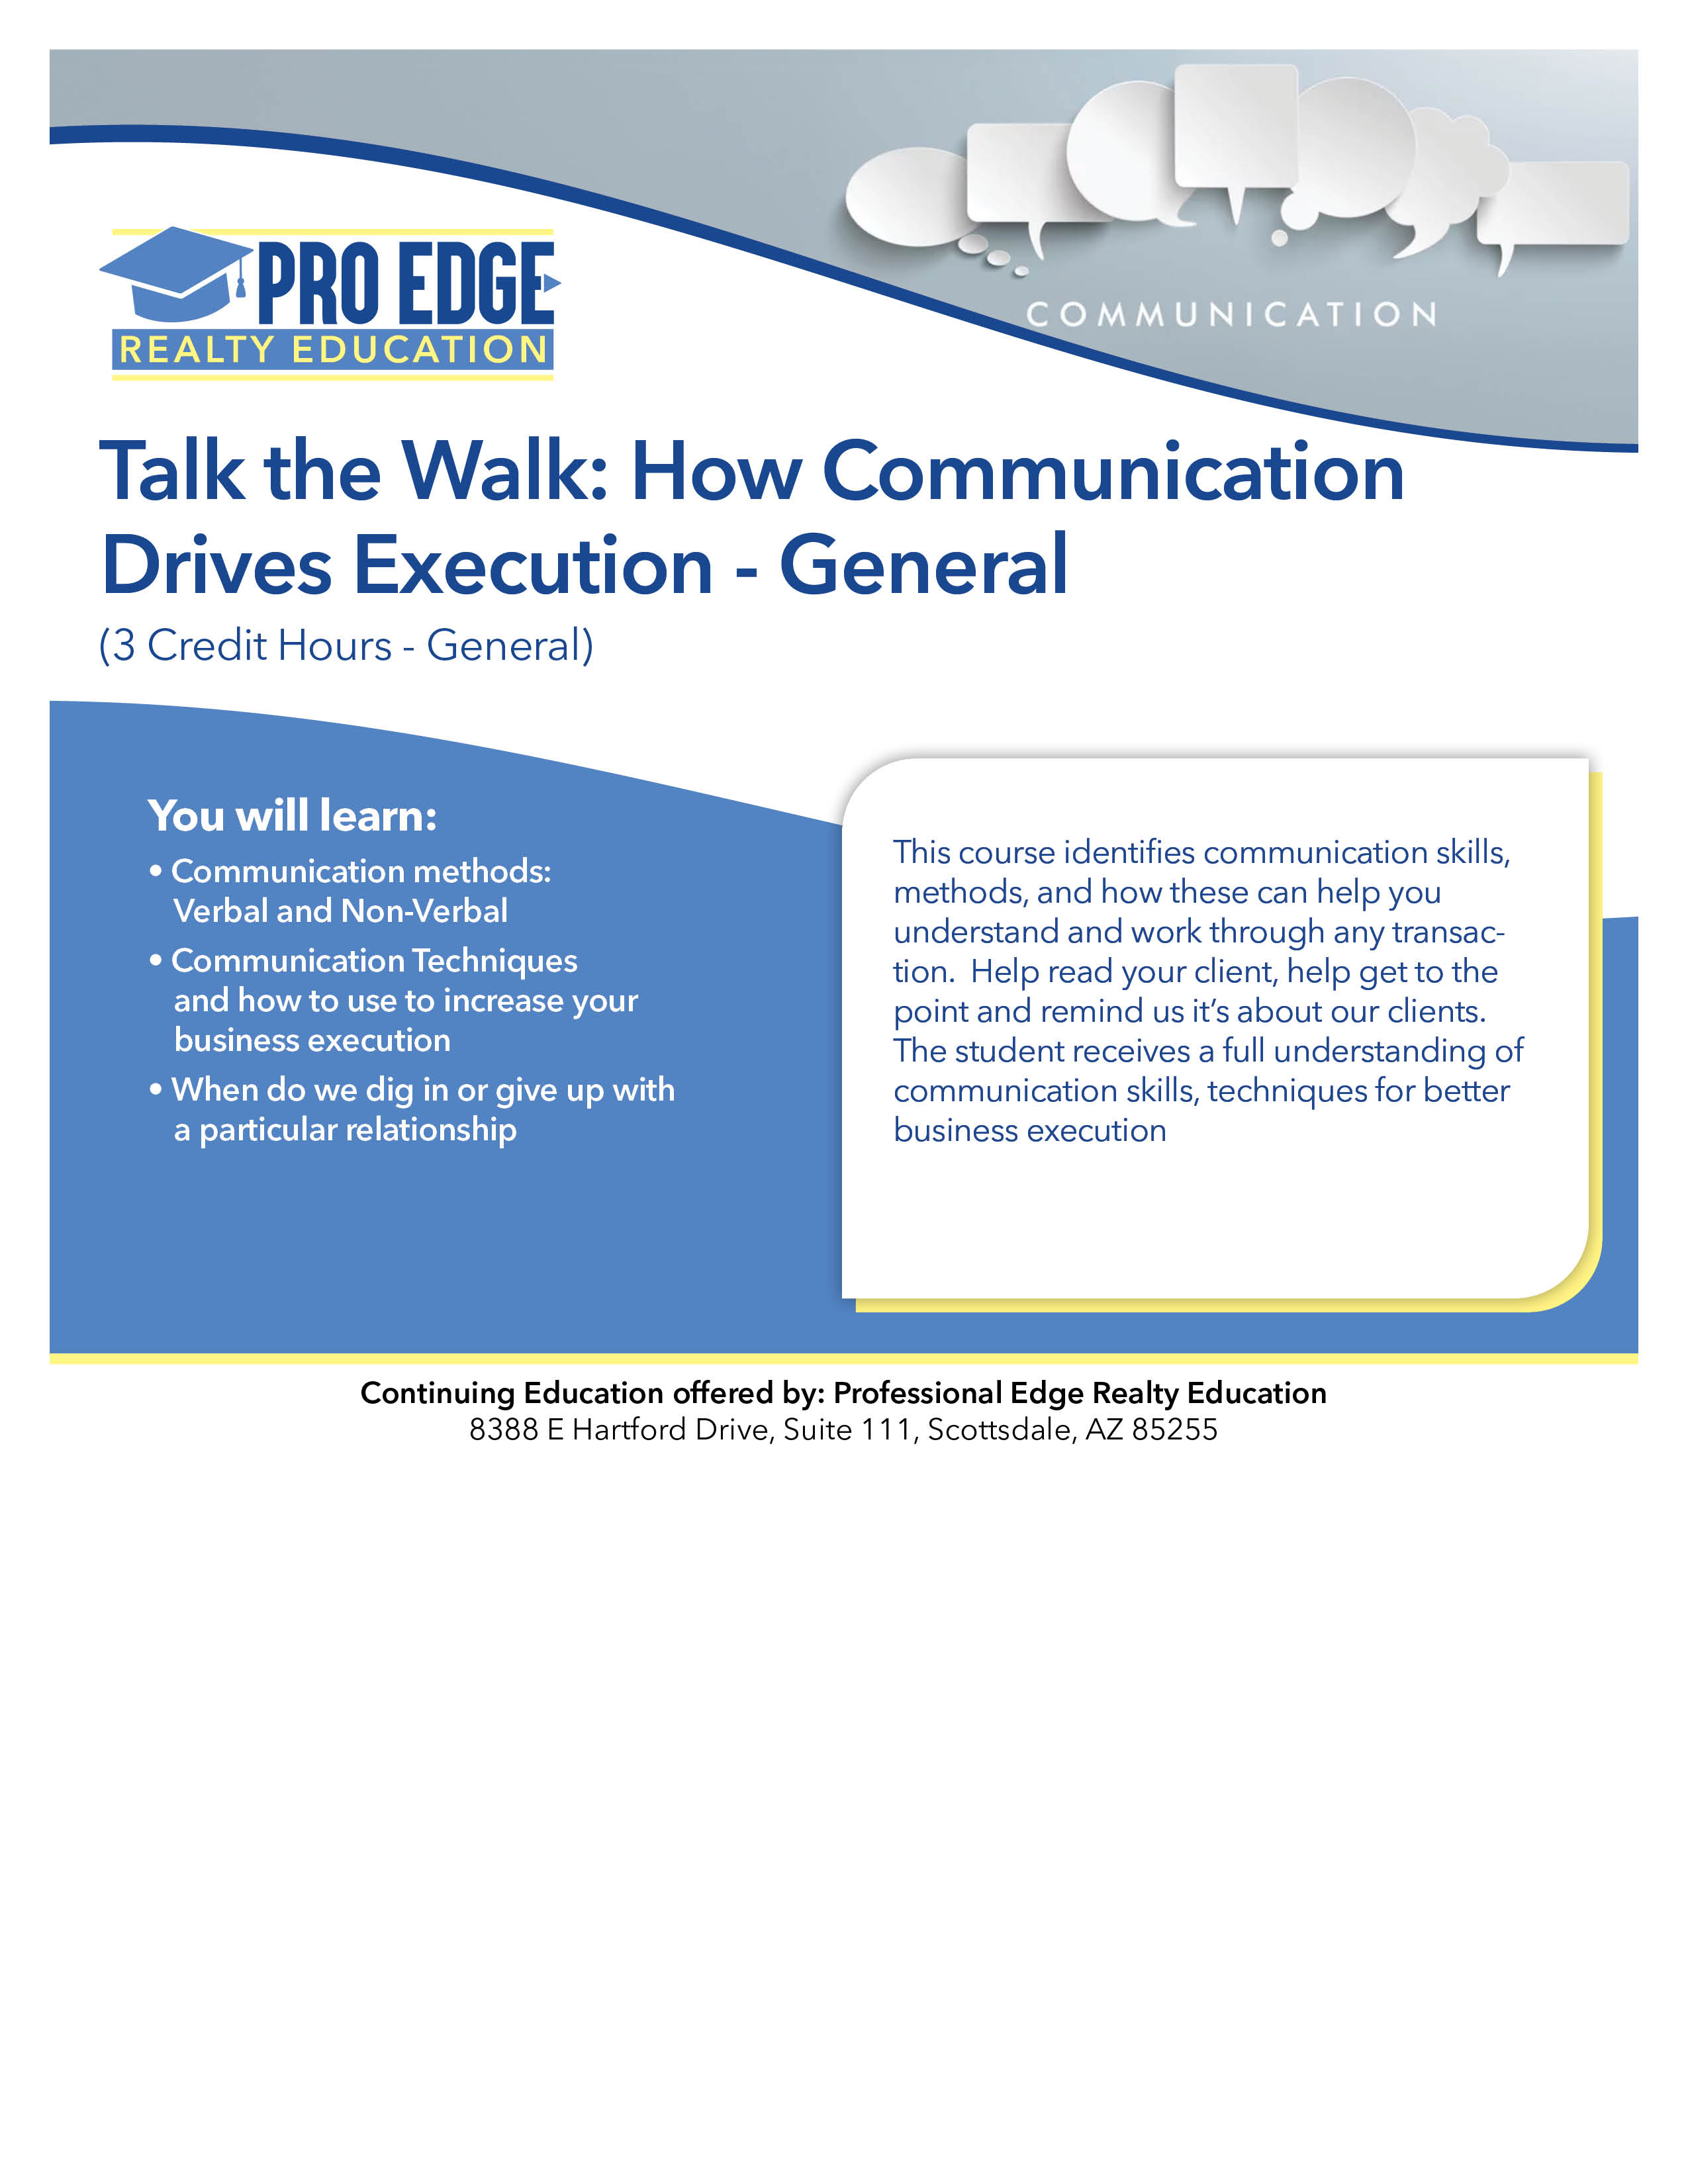 COMMUNICATION
PRO EDGE
REALTY EDUCATION
Talk the Walk: How Communication
Drives Execution - General
(3 Credit Hours - General)
You will learn:
• Communication methods:
Verbal and Non-Verbal
• Communication Techniques
and how to use to increase your
business execution
• When do we dig in or give up with
a particular relationship
This course identifies communication skills,
methods, and how these can help you
understand and work through any transac-
tion.  Help read your client, help get to the
point and remind us it’s about our clients.
The student receives a full understanding of
communication skills, techniques for better
business execution
Continuing Education offered by: Professional Edge Realty Education
8388 E Hartford Drive, Suite 111, Scottsdale, AZ 85255